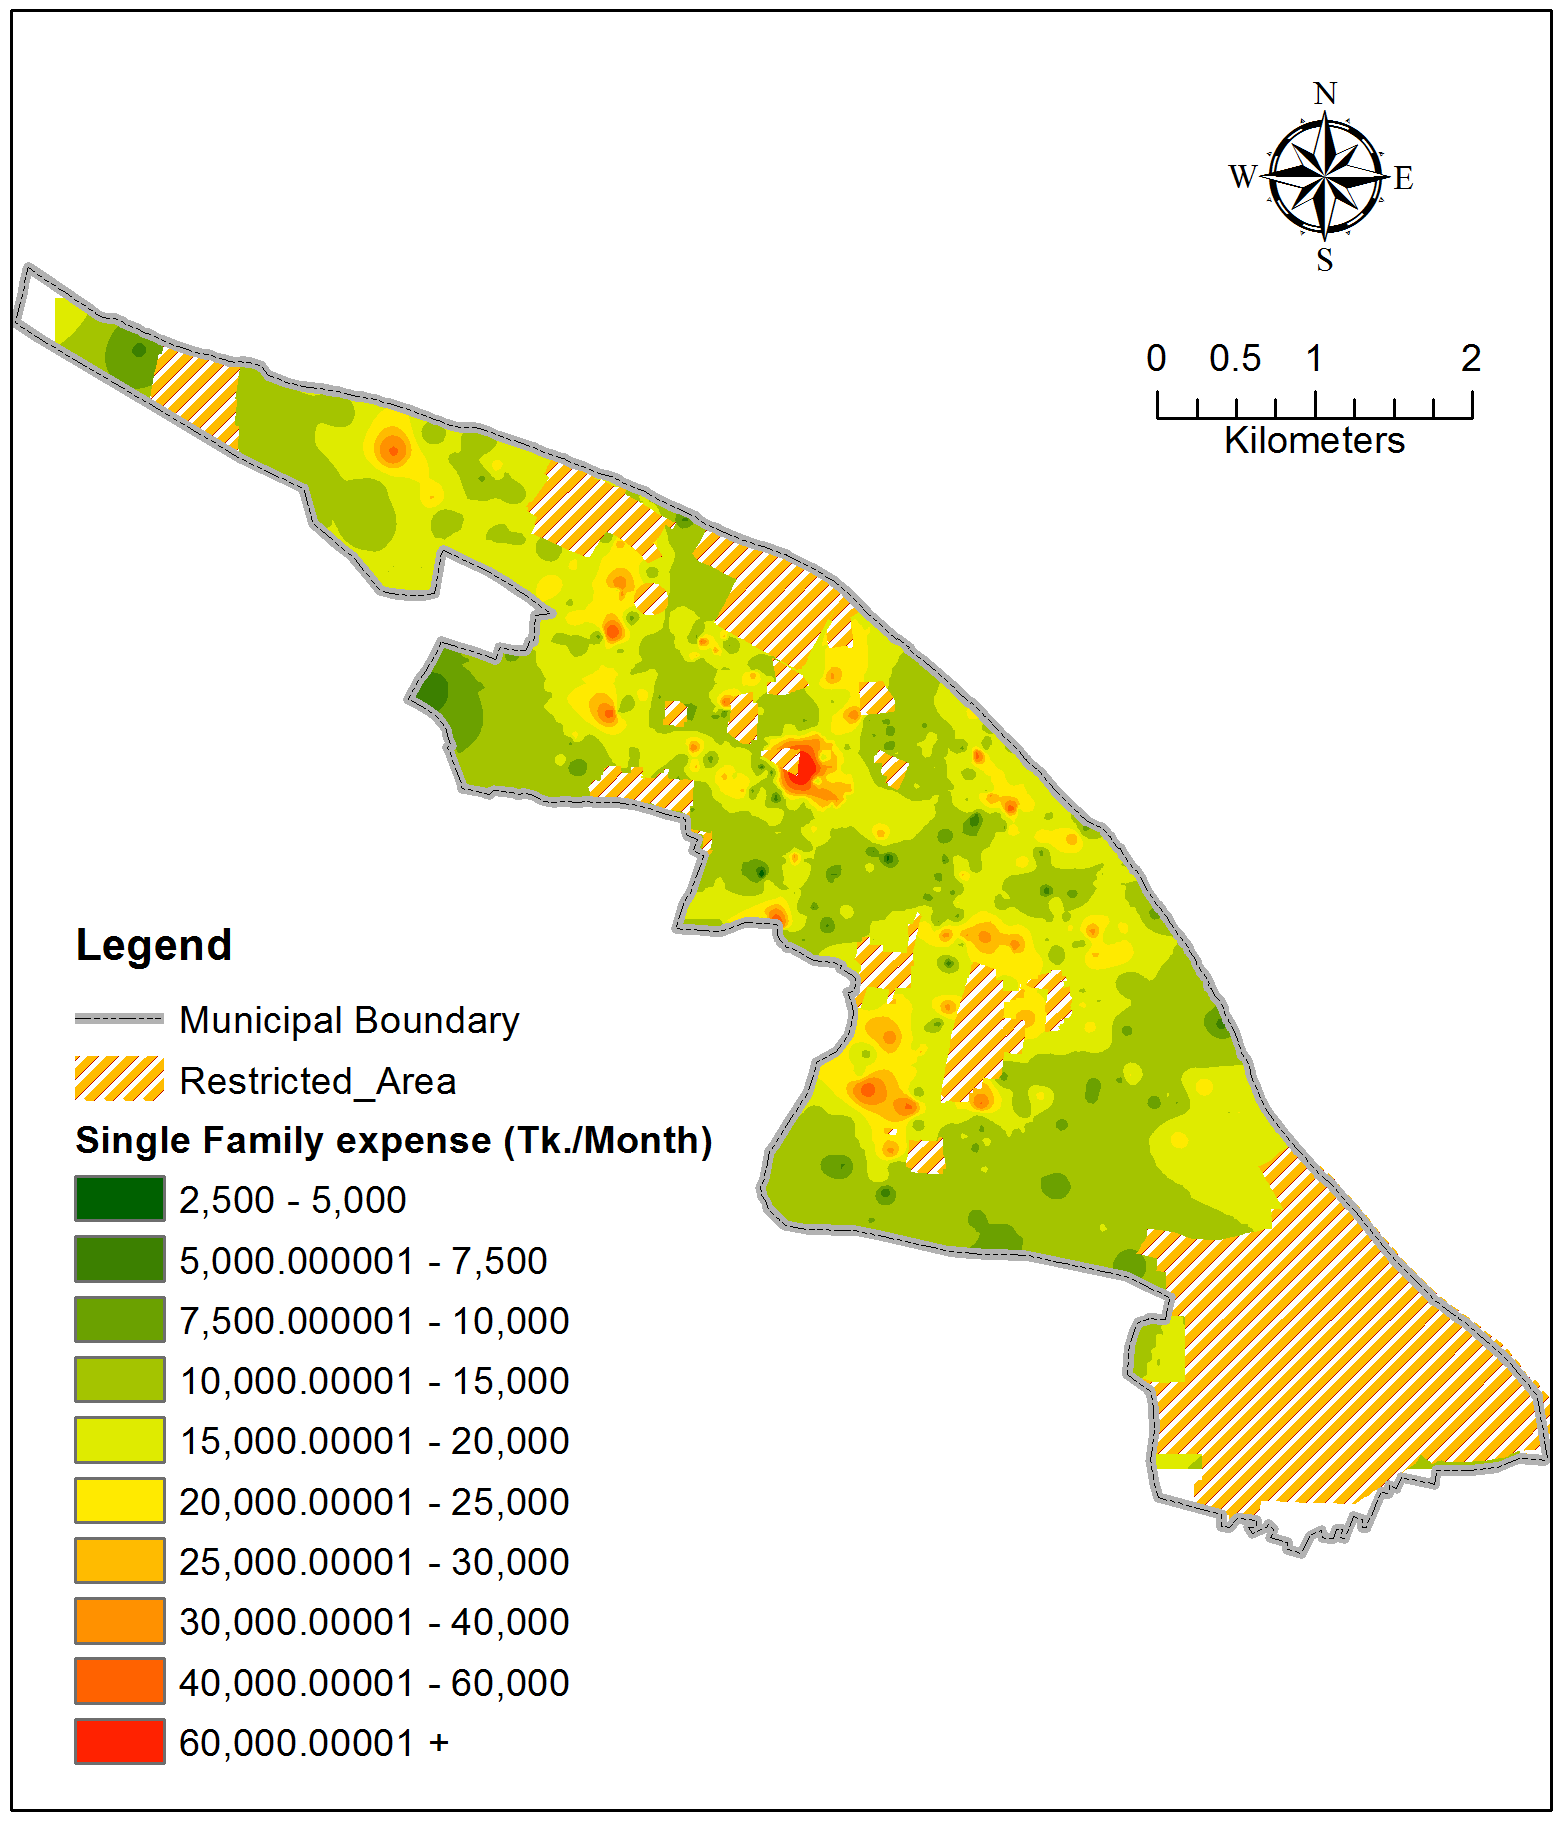 N
W E
S
0 0.5 1 2
Kilometers
Legend
Municipal Boundary
Restricted_Area
Single Family expense (Tk./Month)
2,500 - 5,000
5,000.000001 - 7,500
7,500.000001 - 10,000
10,000.00001 - 15,000
15,000.00001 - 20,000
20,000.00001 - 25,000
25,000.00001 - 30,000
30,000.00001 - 40,000
40,000.00001 - 60,000
60,000.00001 +